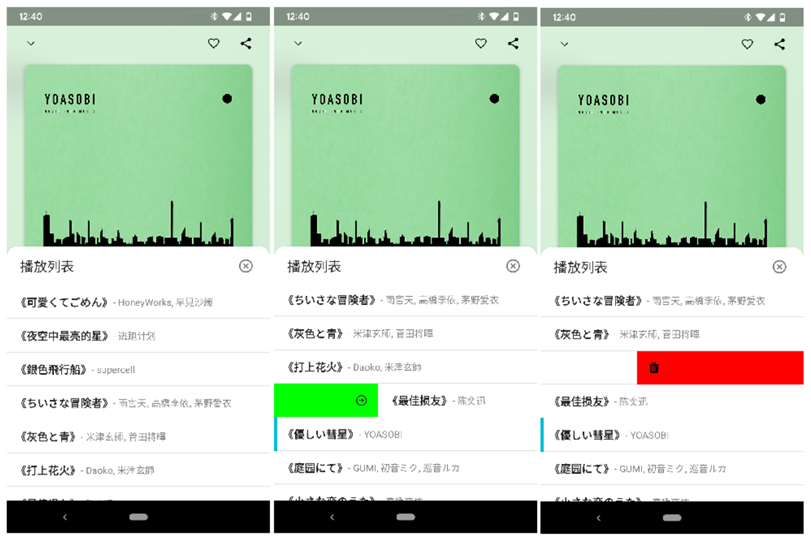 12:40
YOASOBI
播放列表
《可愛くてごめん》 - HoneyWorks, 早見沙織
《夜空中最亮的星》 - 逃跑计划
《銀色飛行船》 - supercell
《ちいさな冒険者》 - 雨宮天, 高橋李依, 茅野愛衣
《灰色と青》 - 米津玄師, 菅田将暉
《打上花火》 - Daoko, 米津玄師
12:40
YOASOBI
播放列表
《ちいさな冒険者》 - 雨宮天, 高橋李依, 茅野愛衣
《灰色と青》 - 米津玄師, 菅田将暉
《打上花火》 - Daoko, 米津玄師
《最佳损友》 - 陈奕迅
《優しい彗星》 - YOASOBI
《庭园にて》 - GUMI, 初音ミク, 巡音ルカ
12:40
YOASOBI
播放列表
《ちいさな冒険者》 - 雨宮天, 高橋李依, 茅野愛衣
《灰色と青》 - 米津玄師, 菅田将暉
《最佳损友》 - 陈奕迅
《優しい彗星》 - YOASOBI
《庭园にて》 - GUMI, 初音ミク, 巡音ルカ